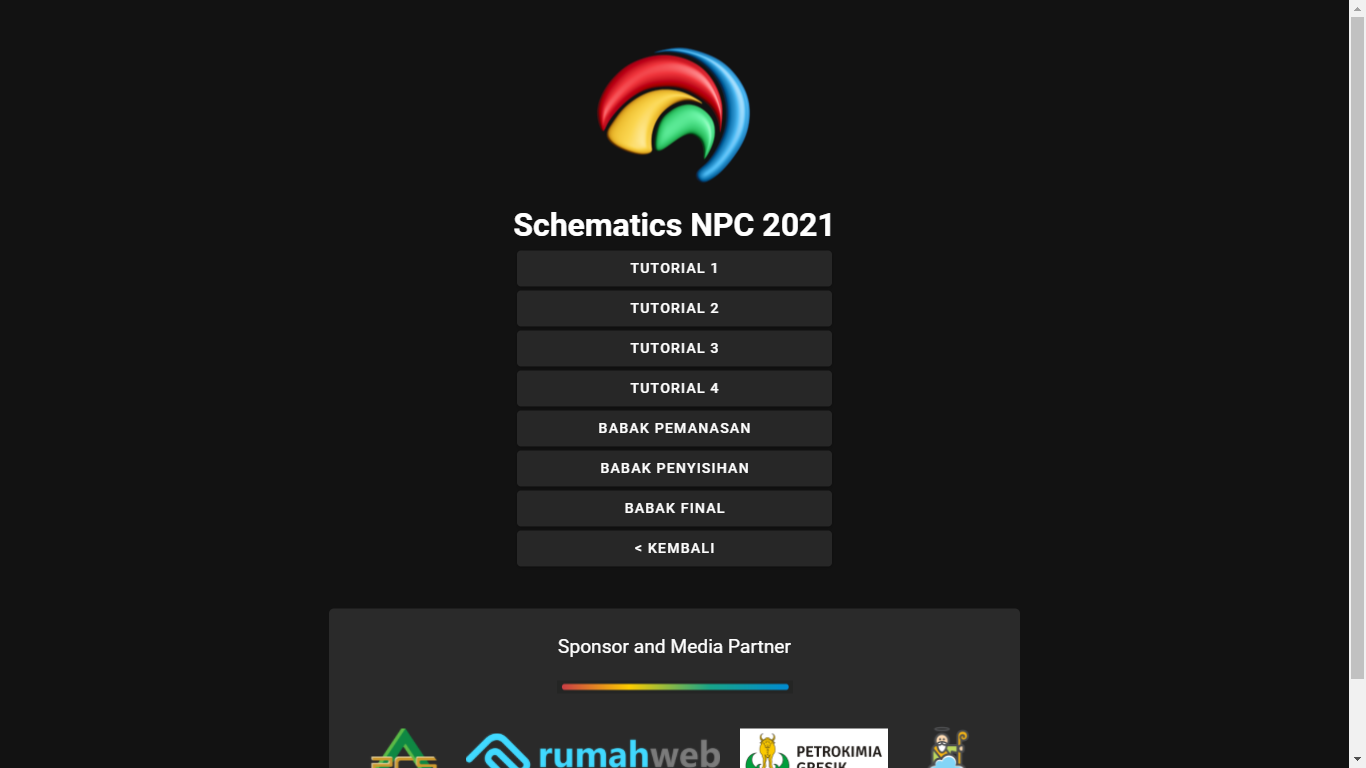 Schematics NPC 2021
TUTORIAL 1
TUTORIAL 2
TUTORIAL 3
TUTORIAL 4
BABAK PEMANASAN
BABAK PENYISIHAN
BABAK FINAL
< KEMBALI
Sponsor and Media Partner
rumahweb
PETROKIMIA
GRESIK